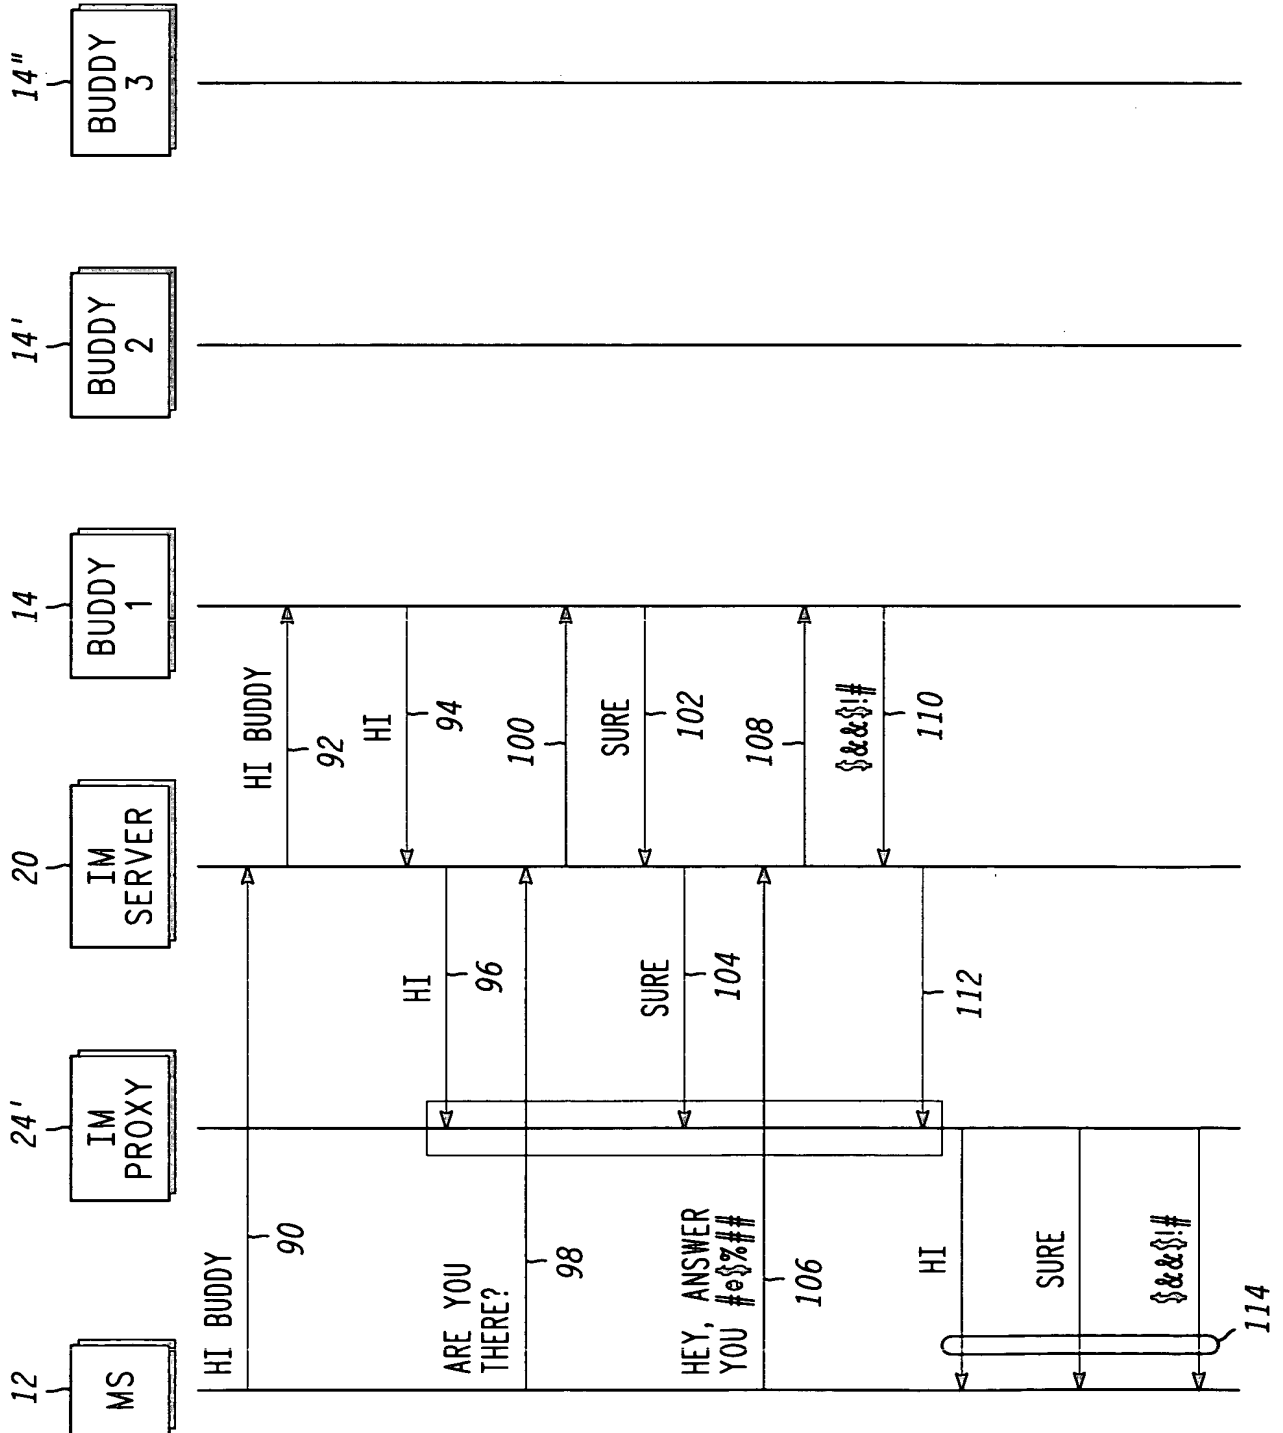 12
MS
24'
IM
PROXY
20
IM
SERVER
14
BUDDY
1
14'
BUDDY
2
14"
BUDDY
3
HI BUDDY
90
HI BUDDY
92
HI
94
HI
96
ARE YOU
THERE?
98
100
SURE
102
SURE
104
HEY, ANSWER
YOU #@$%##
106
108
$&&$!#
110
112
HI
SURE
$&&$!#
114